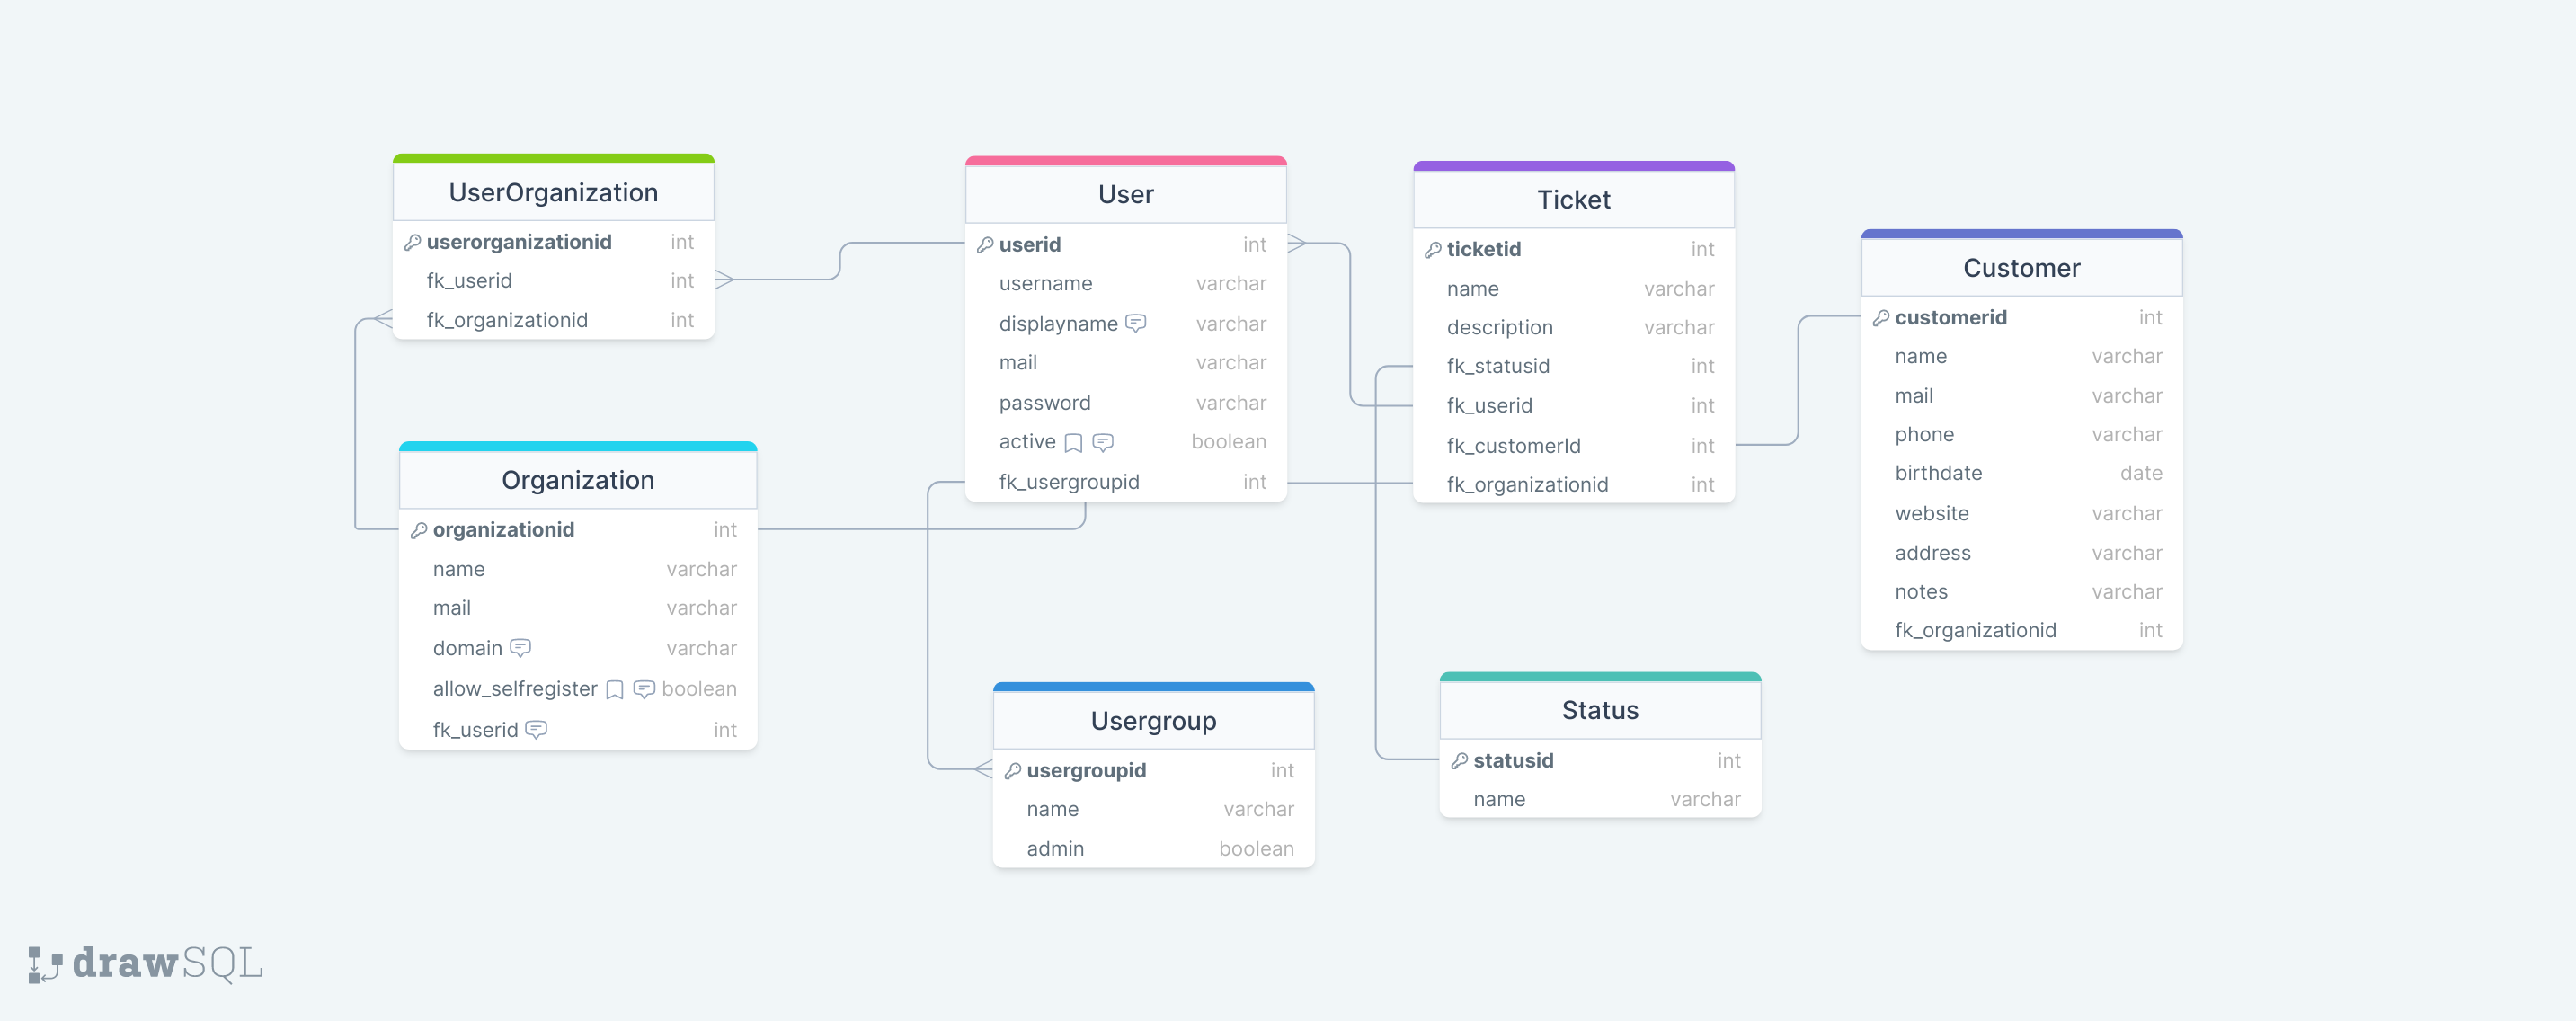 UserOrganization
userorganizationid int
fk_userid int
fk_organizationid int
User
userid int
username varchar
displayname varchar
mail varchar
password varchar
active boolean
fk_usergroupid int
Ticket
ticketid int
name varchar
description varchar
fk_statusid int
fk_userid int
fk_customerId int
fk_organizationid int
Customer
customerid int
name varchar
mail varchar
phone varchar
birthdate date
website varchar
address varchar
notes varchar
fk_organizationid int
Organization
organizationid int
name varchar
mail varchar
domain varchar
allow_selfregister boolean
fk_userid int
Usergroup
usergroupid int
name varchar
admin boolean
Status
statusid int
name varchar
drawSQL